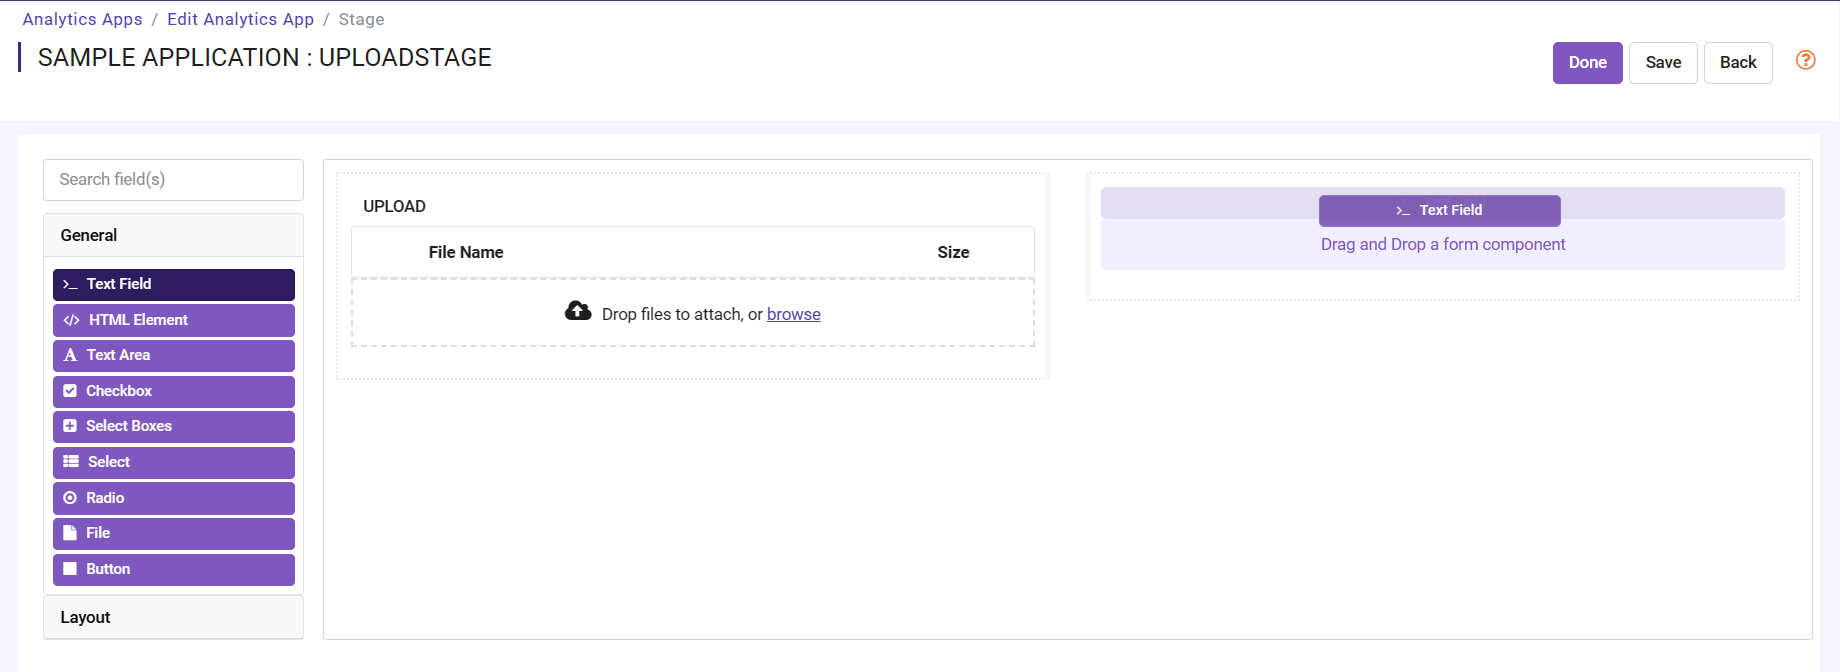 Analytics Apps / Edit Analytics App / Stage
SAMPLE APPLICATION : UPLOADSTAGE
Done
Save
Back
?
Search field(s)
General
Text Field
HTML Element
Text Area
Checkbox
Select Boxes
Select
Radio
File
Button
Layout
UPLOAD
File Name Size
Drop files to attach, or browse
Text Field
Drag and Drop a form component